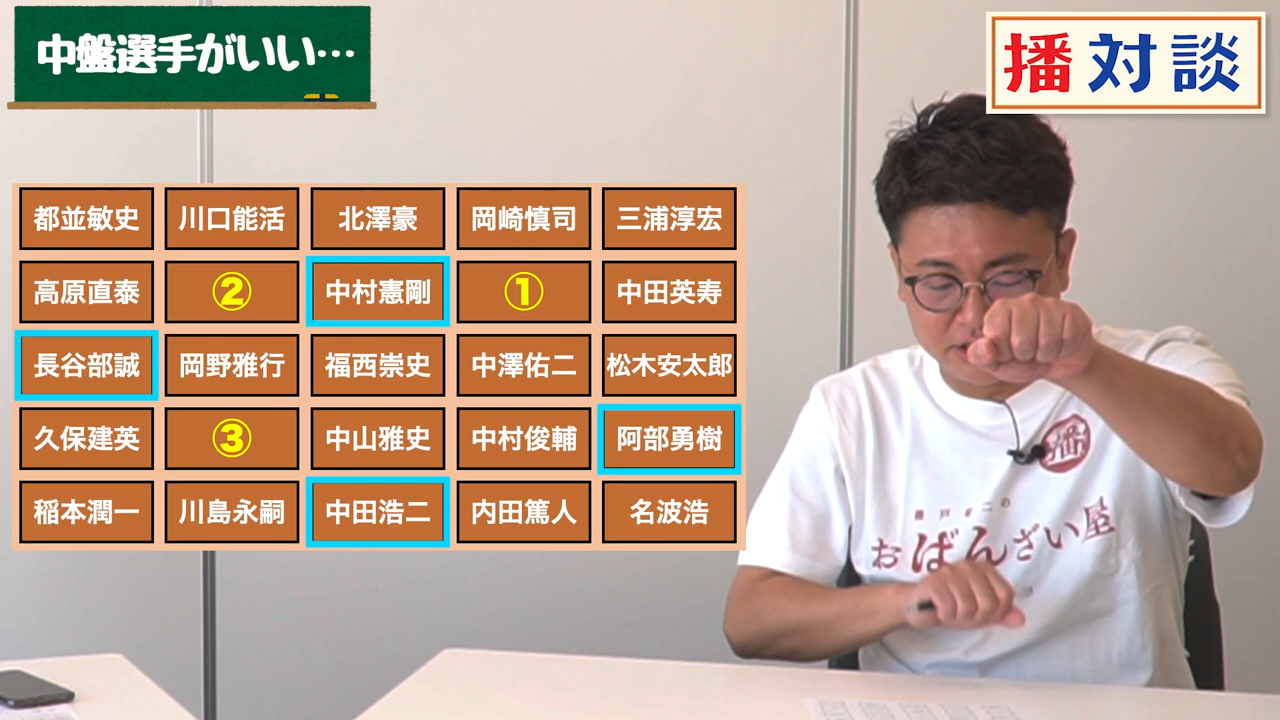 中盤選手がいい…
播対談
都並敏史 川口能活 北澤豪 岡崎慎司 三浦淳宏
高原直泰 ② 中村憲剛 ① 中田英寿
長谷部誠 岡野雅行 福西崇史 中澤佑二 松木安太郎
久保建英 ③ 中山雅史 中村俊輔 阿部勇樹
稲本潤一 川島永嗣 中田浩二 内田篤人 名波浩
播
おばんざい屋